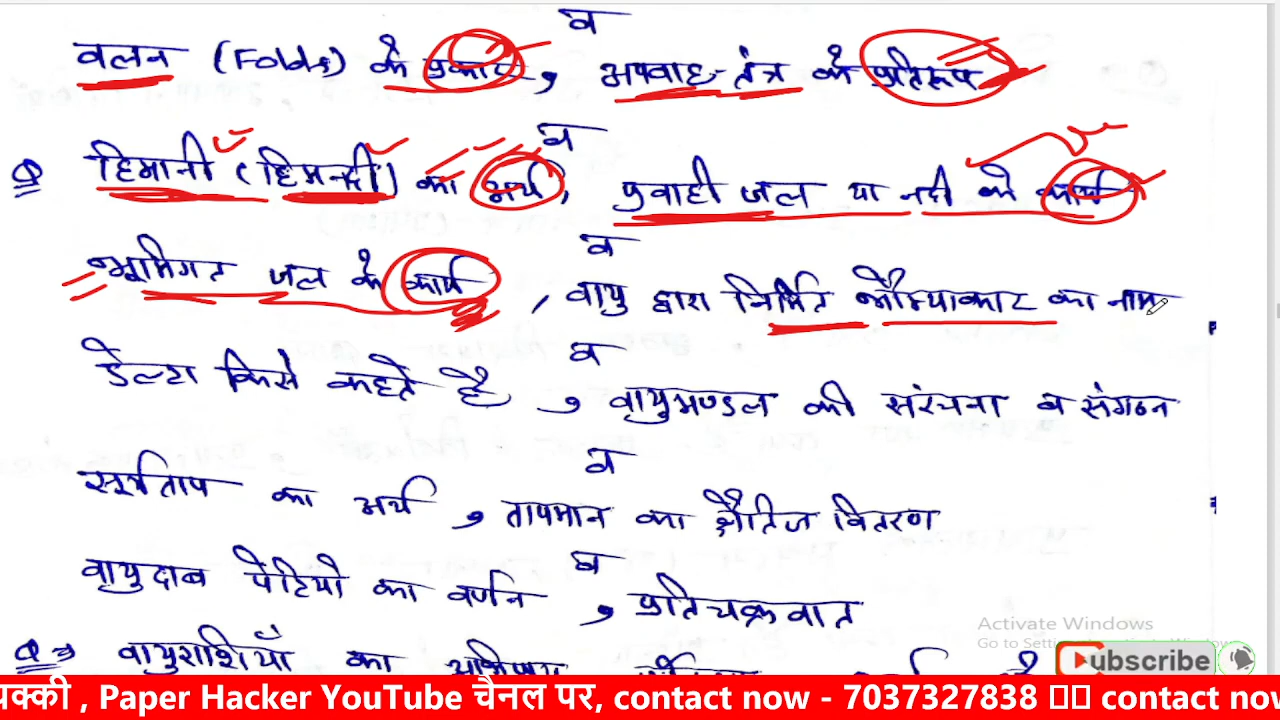 व
वलन (Folds) के प्रकार, अपवाह-तंत्र के प्रतिरूप
व
Q हिमानी (हिमनदी) का अर्थ, प्रवाही जल या नदी के कार्य
व
भूमिगत जल के कार्य, वायु द्वारा निर्मित का नाम
व
डेल्टा किसे कहते है, वायुमण्डल की संरचना व संगठन
व
सूर्यताप का अर्थ, तापमान का क्षैतिज वितरण
व
वायुदाब पेटियो का वर्णन, प्रतिचक्रवात
Q⇒ वायुराशियाँ का
Activate Windows
Go to
Subscribe
पक्की , Paper Hacker YouTube चैनल पर, contact now - 7037327838 contact now